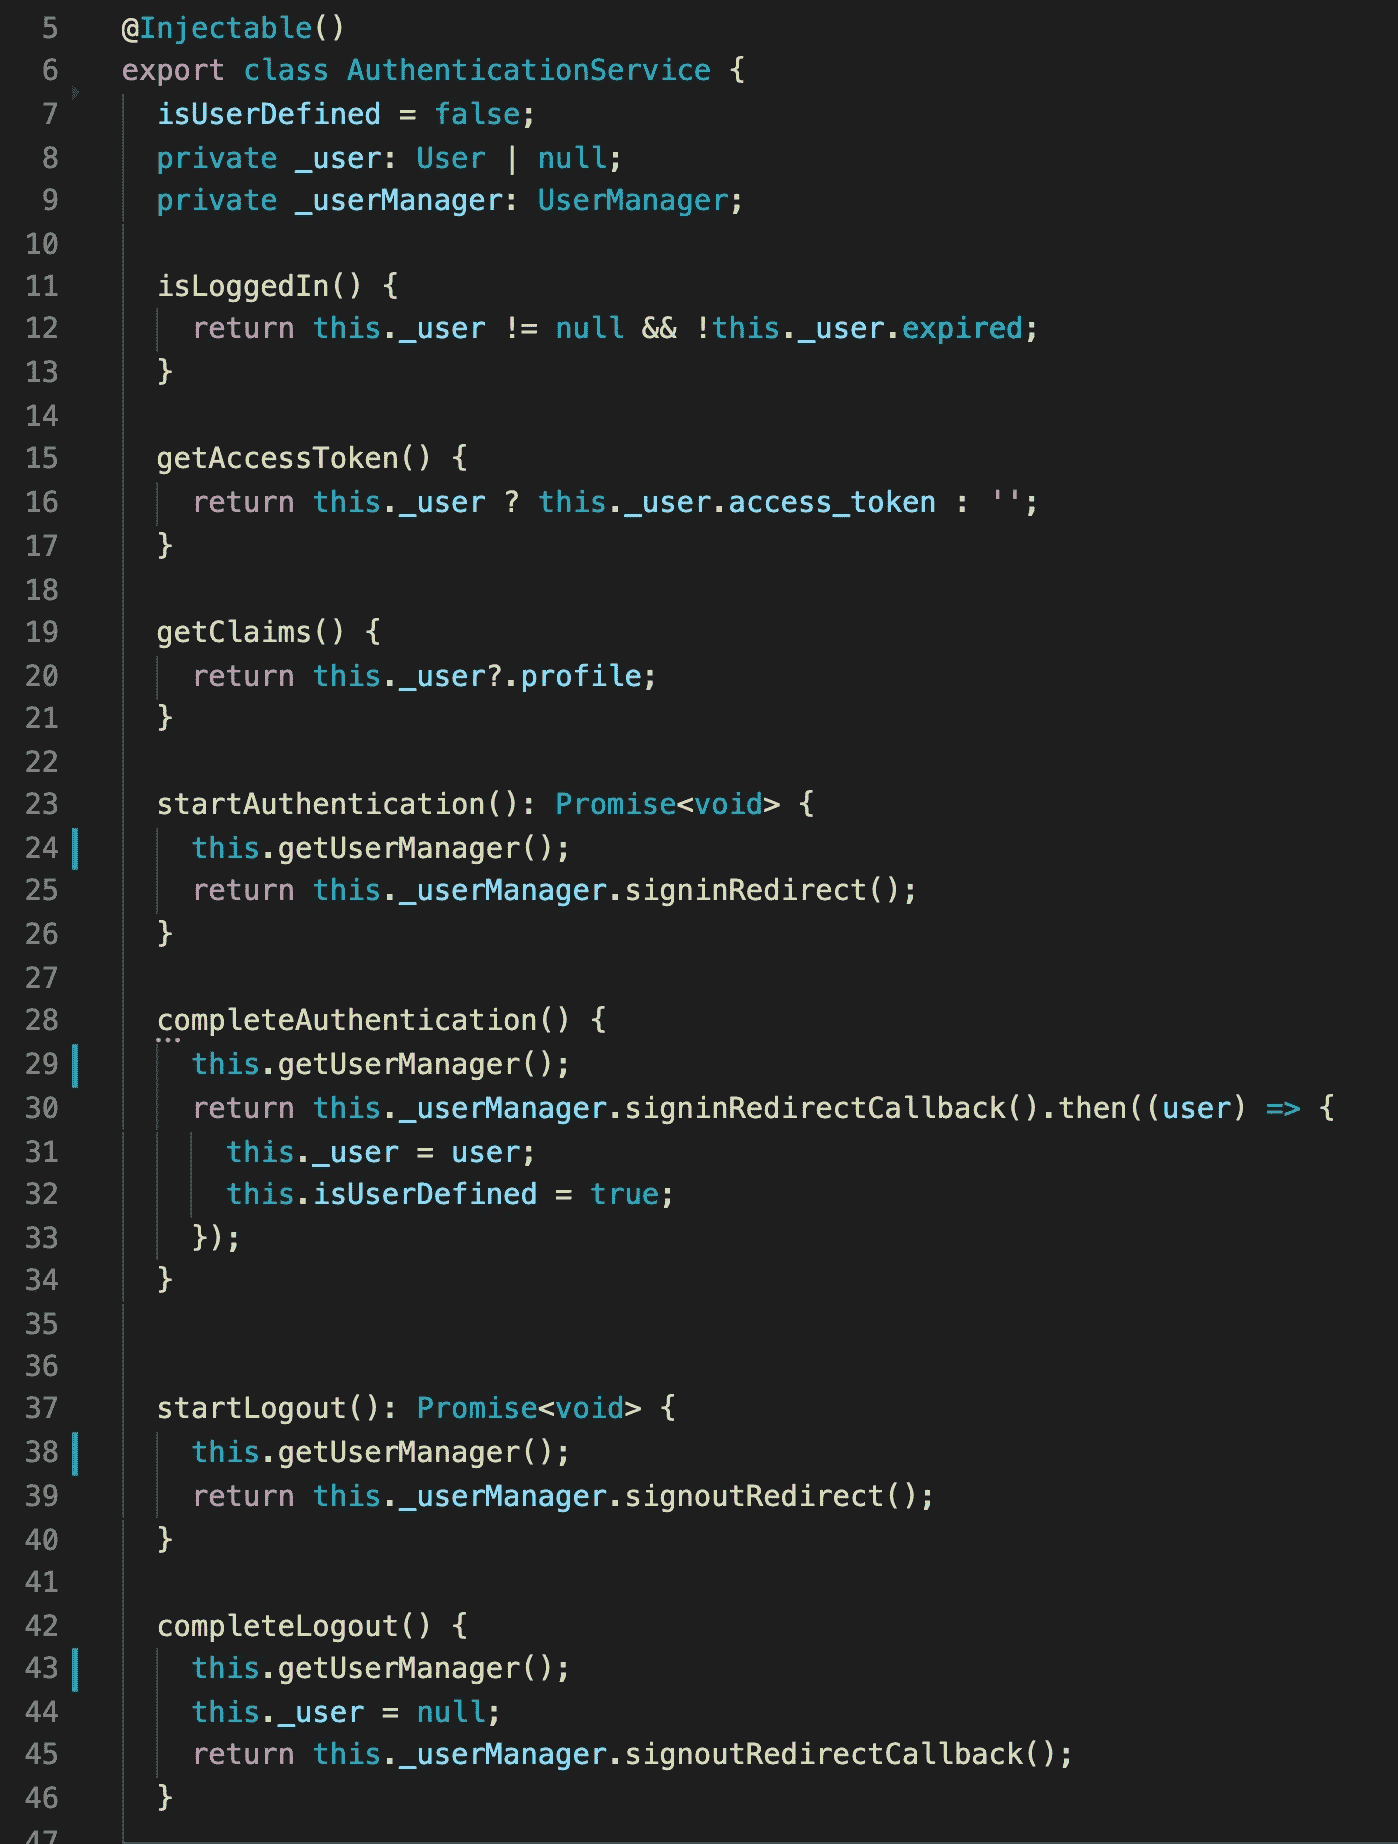 5 @Injectable()
6 export class AuthenticationService {
7 isUserDefined = false;
8 private _user: User | null;
9 private _userManager: UserManager;
10
11 isLoggedIn() {
12 return this._user != null && !this._user.expired;
13 }
14
15 getAccessToken() {
16 return this._user ? this._user.access_token : '';
17 }
18
19 getClaims() {
20 return this._user?.profile;
21 }
22
23 startAuthentication(): Promise<void> {
24 this.getUserManager();
25 return this._userManager.signinRedirect();
26 }
27
28 completeAuthentication() {
29 this.getUserManager();
30 return this._userManager.signinRedirectCallback().then((user) => {
31 this._user = user;
32 this.isUserDefined = true;
33 });
34 }
35
36
37 startLogout(): Promise<void> {
38 this.getUserManager();
39 return this._userManager.signoutRedirect();
40 }
41
42 completeLogout() {
43 this.getUserManager();
44 this._user = null;
45 return this._userManager.signoutRedirectCallback();
46 }
47